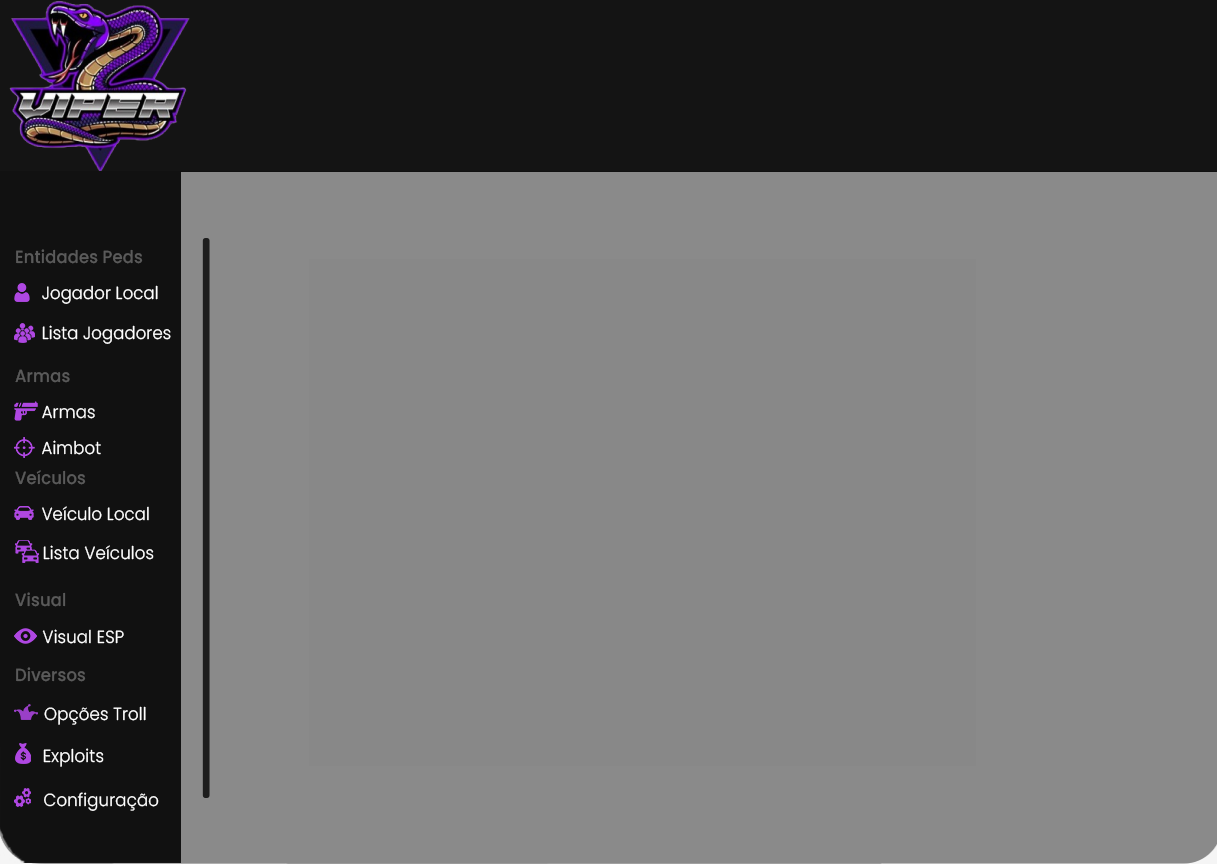 VIPER
Entidades Peds
Jogador Local
Lista Jogadores
Armas
Armas
Aimbot
Veículos
Veículo Local
Lista Veículos
Visual
Visual ESP
Diversos
Opções Troll
Exploits
Configuração